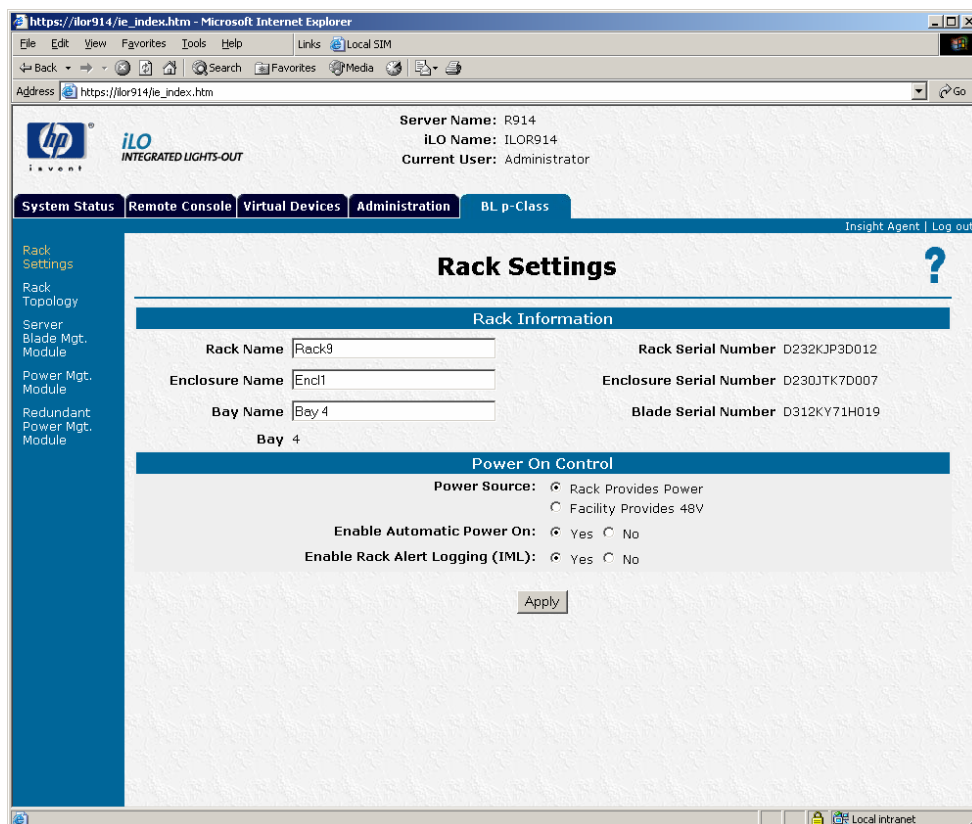 https://ilor914/ie_index.htm - Microsoft Internet Explorer
File Edit View Favorites Tools Help Links Local SIM
Back Search Favorites Media
Address https://ilor914/ie_index.htm Go
hp
invent
iLO
INTEGRATED LIGHTS-OUT
Server Name: R914
iLO Name: ILOR914
Current User: Administrator
System Status Remote Console Virtual Devices Administration BL p-Class
Insight Agent | Log out
Rack
Settings
Rack
Topology
Server
Blade Mgt.
Module
Power Mgt.
Module
Redundant
Power Mgt.
Module
Rack Settings
?
Rack Information
Rack Name Rack9 Rack Serial Number D232KJP3D012
Enclosure Name Encl1 Enclosure Serial Number D230JTK7D007
Bay Name Bay 4 Blade Serial Number D312KY71H019
Bay 4
Power On Control
Power Source: Rack Provides Power
Facility Provides 48V
Enable Automatic Power On: Yes No
Enable Rack Alert Logging (IML): Yes No
Apply
Local intranet